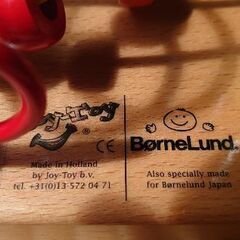 Joy-Toy
CE
Made in Holland
by Joy-Toy b.v.
tel. +31(0)13 572 04 71
BørneLund®
Also specially made
for Børnelund Japan